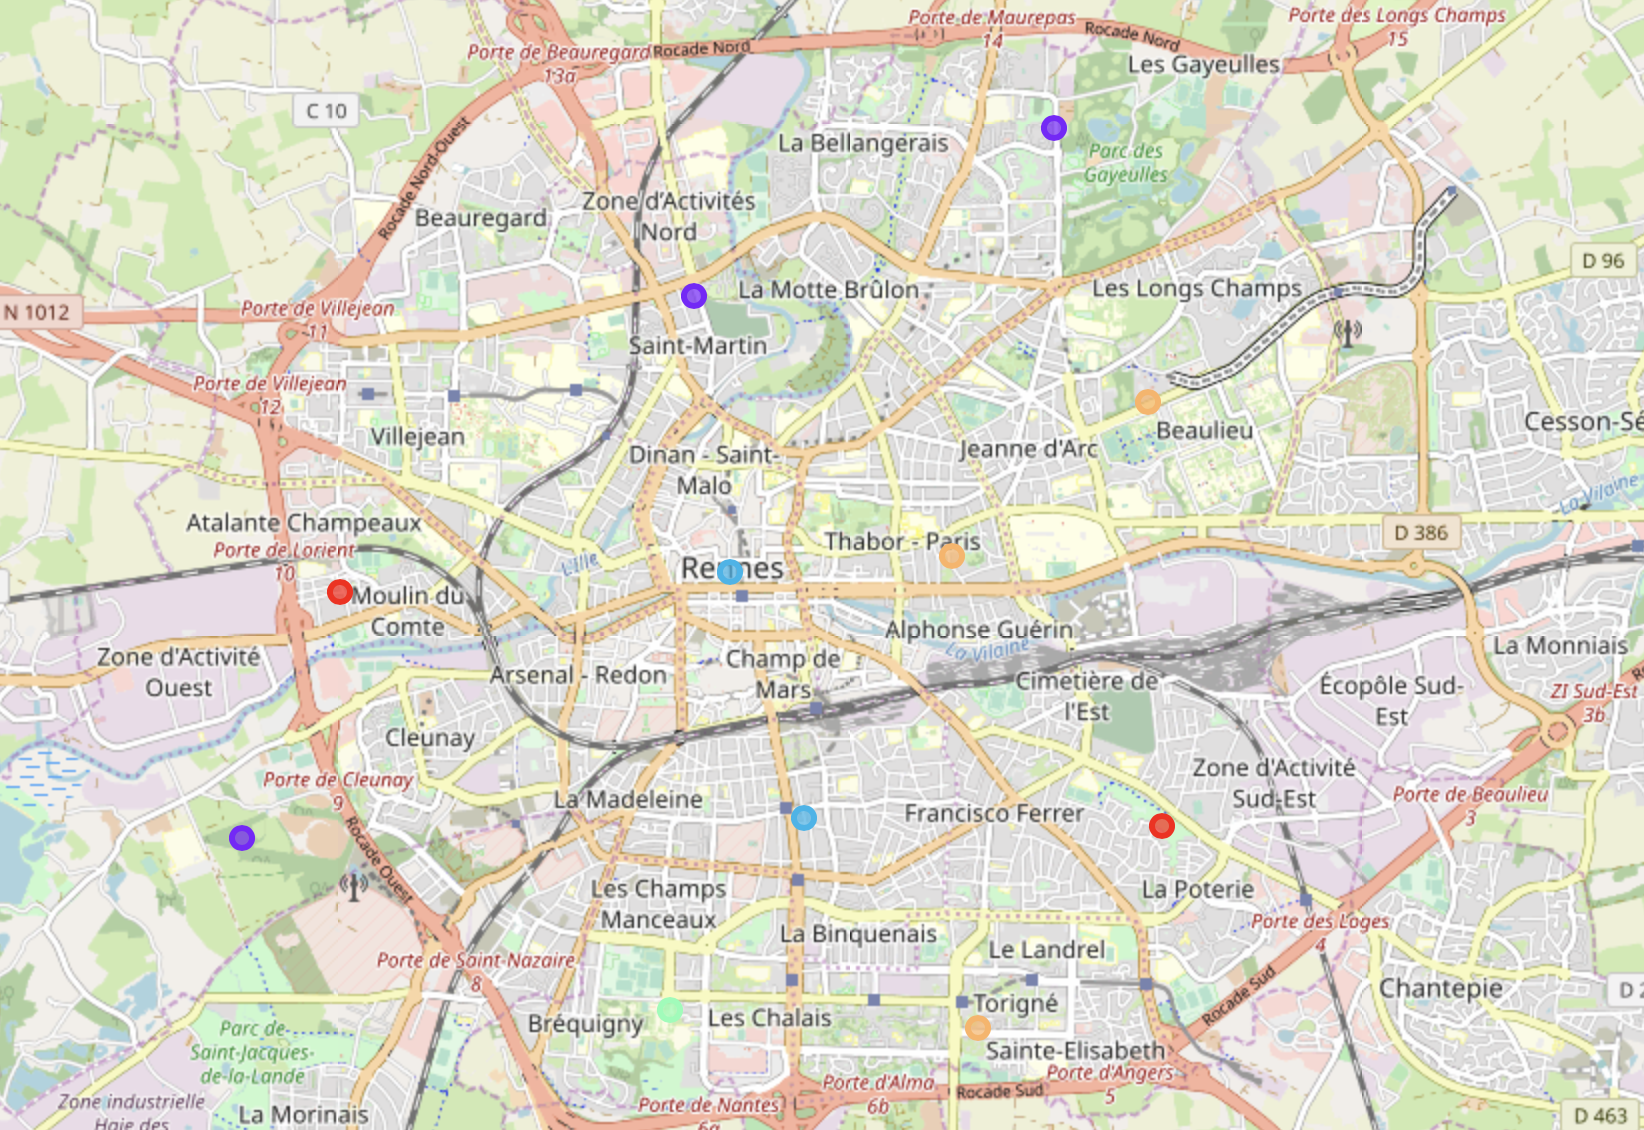 Porte de Maurepas
14
Porte des Longs Champs
15
Porte de Beauregard
13a
Rocade Nord
Rocade Nord
Les Gayeulles
C 10
La Bellangerais
Parc des
Gayeulles
Rocade Nord-Ouest
Beauregard
Zone d'Activités
Nord
D 96
La Motte Brûlon
Les Longs Champs
N 1012
Porte de Villejean
11
Saint-Martin
Porte de Villejean
12
Villejean
Dinan - Saint-
Malo
Jeanne d'Arc
Beaulieu
Cesson-Sé
La Vilaine
Atalante Champeaux
Porte de Lorient
10
Lille
Rennes
Thabor - Paris
D 386
Moulin du
Comte
Alphonse Guérin
La Vilaine
Zone d'Activité
Ouest
Arsenal - Redon
Champ de
Mars
Cimetière de
l'Est
Écopôle Sud-
Est
La Monniais
ZI Sud-Est
3b
Ro
Cleunay
Porte de Cleunay
9
La Madeleine
Francisco Ferrer
Zone d'Activité
Sud-Est
Porte de Beaulieu
3
Rocade Ouest
Les Champs
Manceaux
La Poterie
La Binquenais
Le Landrel
Porte des Loges
4
Porte de Saint-Nazaire
8
Chantepie
D 2
Rocade Sud
Torigné
Bréquigny
Les Chalais
Sainte-Elisabeth
Parc de
Saint-Jacques-
de-la-Lande
Porte d'Alma
6b
Rocade Sud
Porte d'Angers
5
Zone industrielle
Haie des
La Morinais
Porte de Nantes
6a
D 463